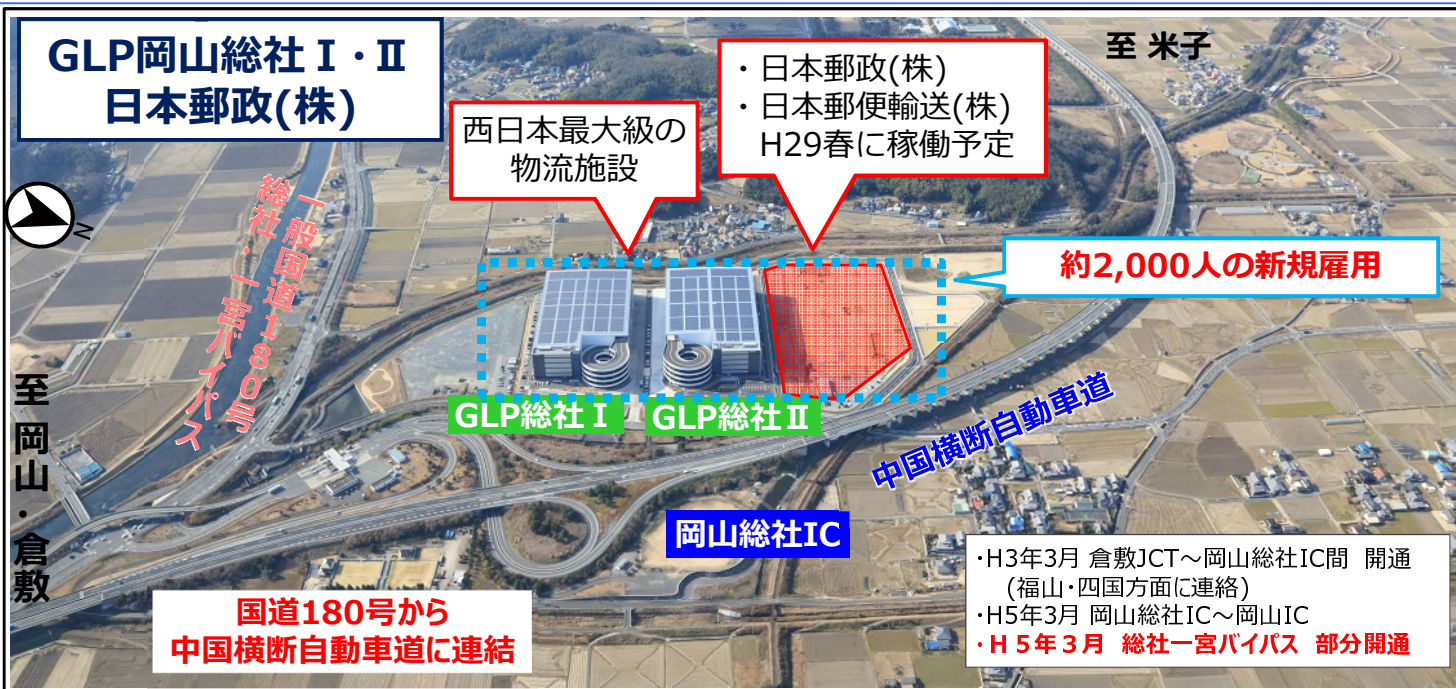 GLP岡山総社Ⅰ・Ⅱ
日本郵政(株)
西日本最大級の
物流施設
・日本郵政(株)
・日本郵便輸送(株)
H29春に稼働予定
至 米子
N
一般国道180号
総社・一宮バイパス
約2,000人の新規雇用
至 岡山・倉敷
GLP総社Ⅰ
GLP総社Ⅱ
中国横断自動車道
岡山総社IC
国道180号から
中国横断自動車道に連結
・H3年3月 倉敷JCT～岡山総社IC間 開通
(福山・四国方面に連絡)
・H5年3月 岡山総社IC～岡山IC
・H５年３月 総社一宮バイパス 部分開通